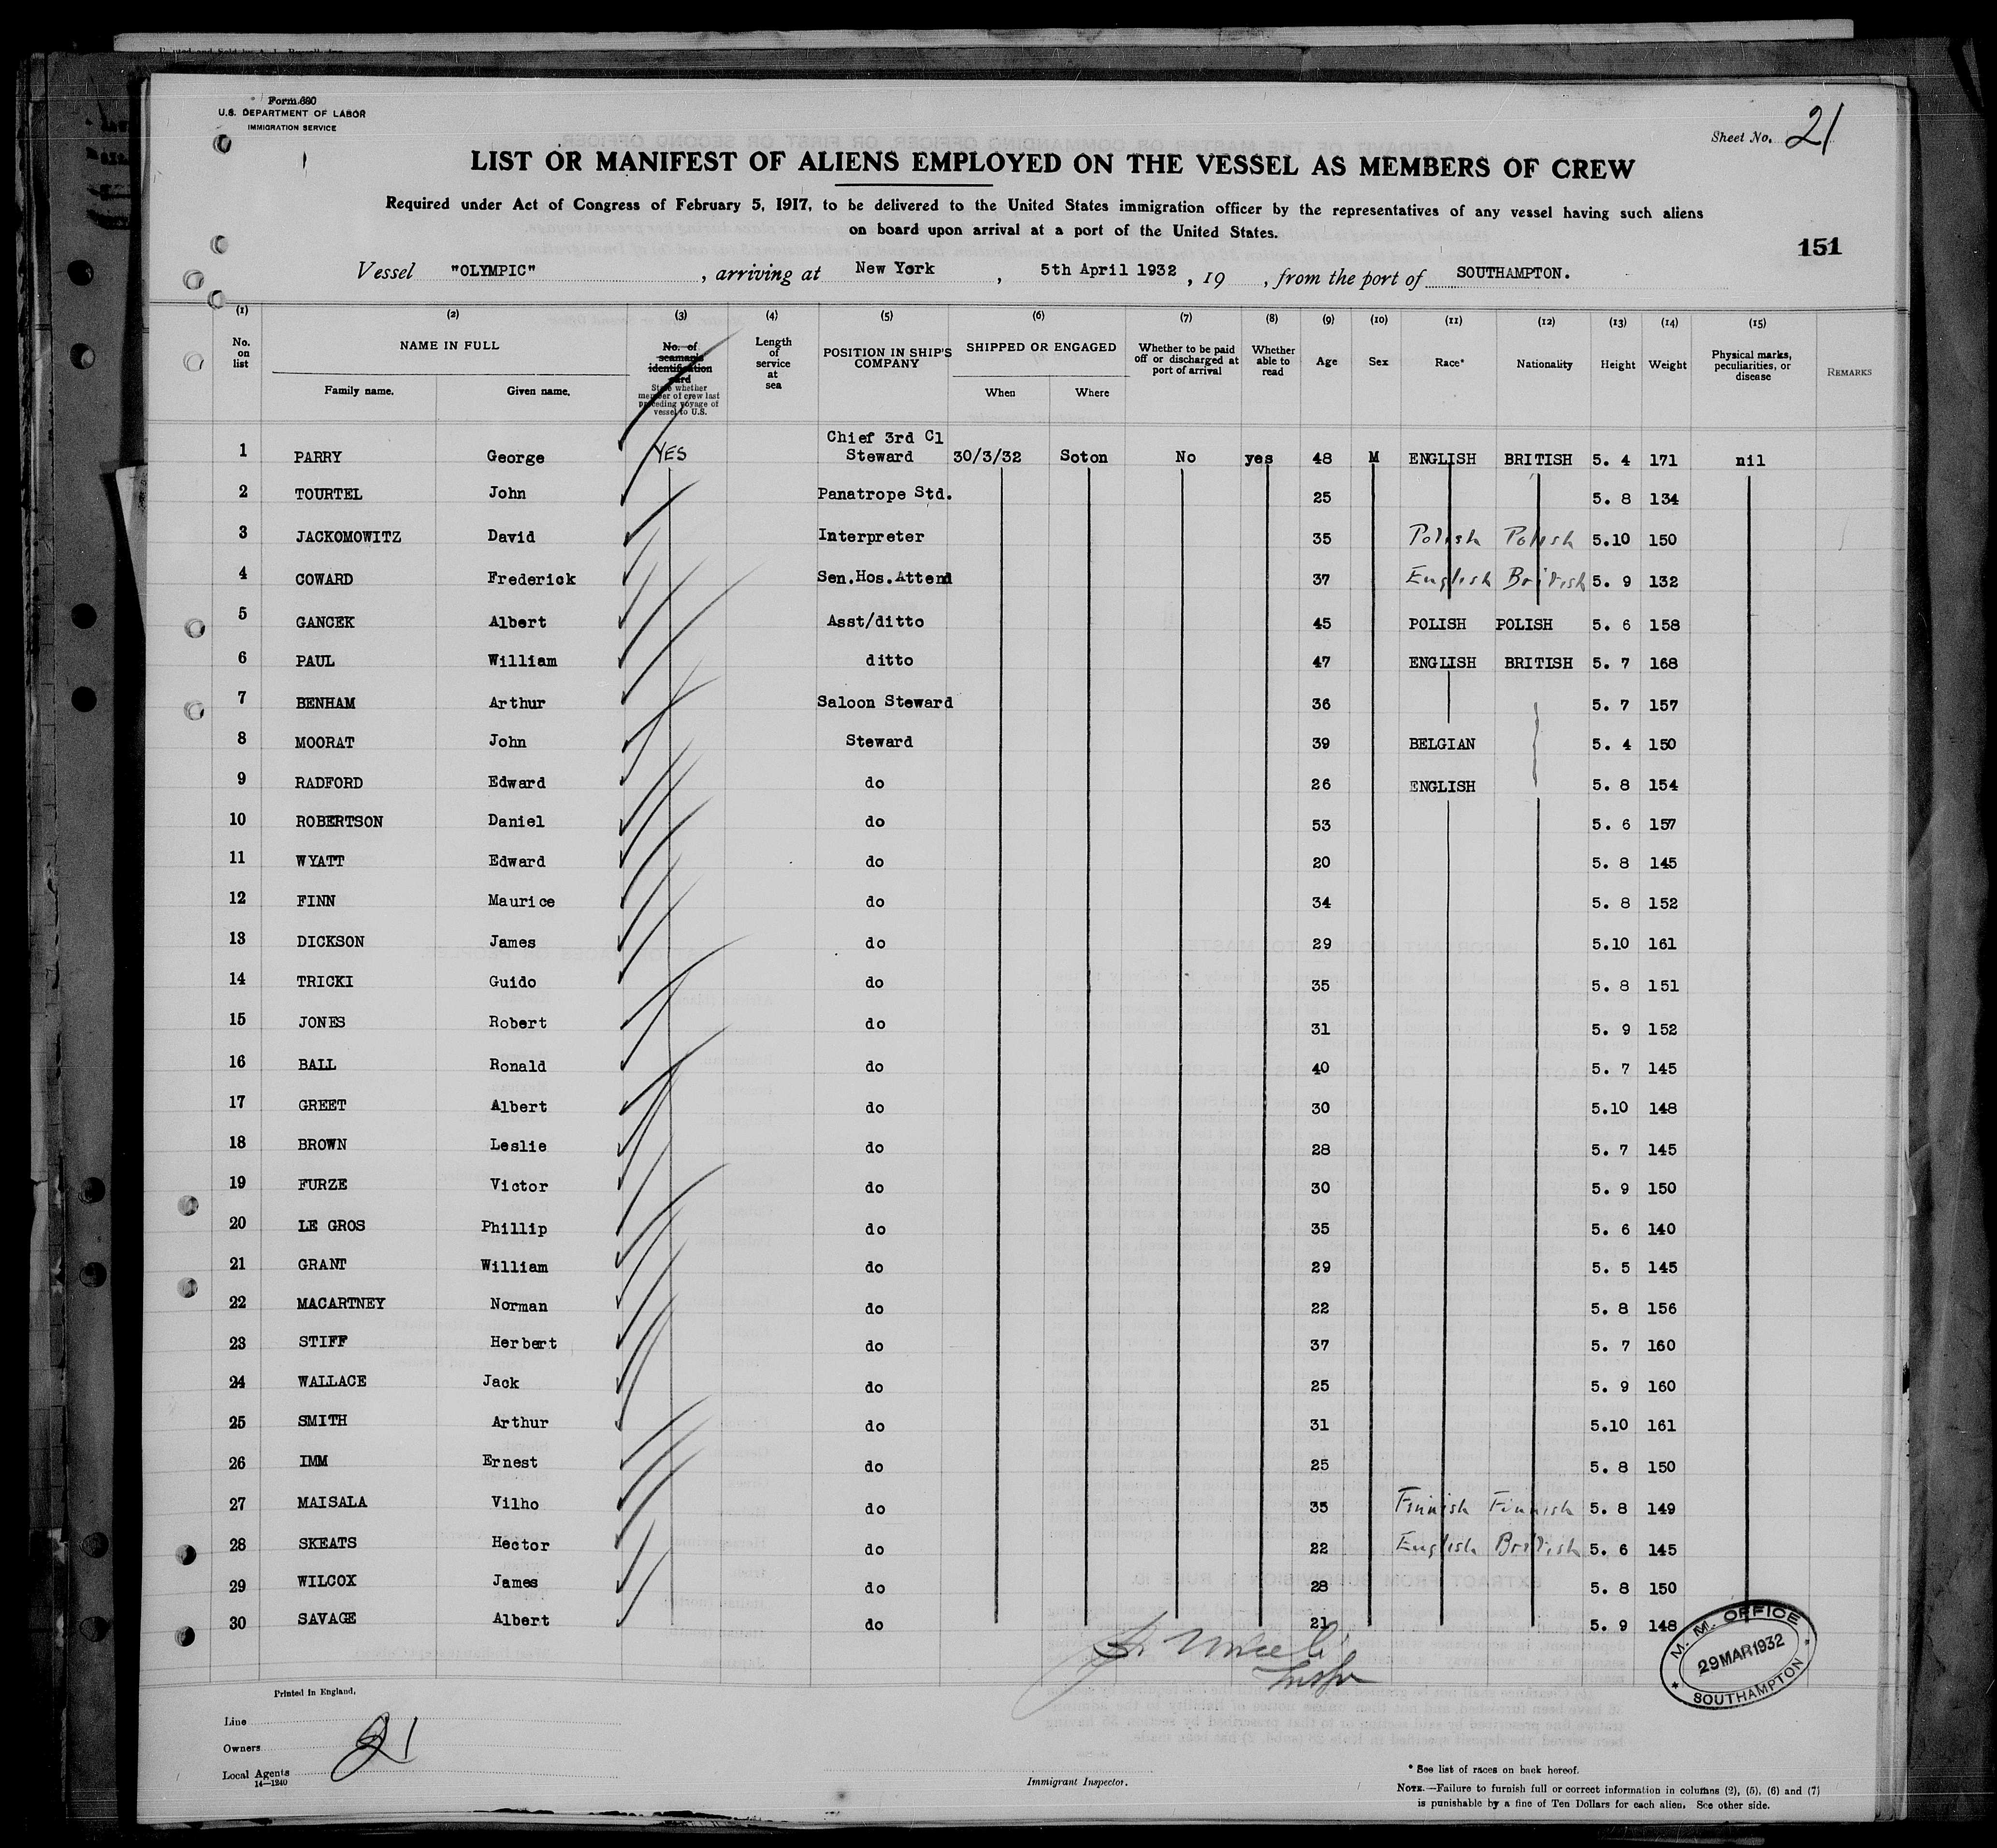 Form 680
U.S. DEPARTMENT OF LABOR
IMMIGRATION SERVICE
Sheet No. 21
LIST OR MANIFEST OF ALIENS EMPLOYED ON THE VESSEL AS MEMBERS OF CREW
Required under Act of Congress of February 5, 1917, to be delivered to the United States immigration officer by the representatives of any vessel having such aliens
on board upon arrival at a port of the United States.
151
Vessel "OLYMPIC" , arriving at New York , 5th April 1932 , 19 , from the port of SOUTHAMPTON.
(1) (2) (3) (4) (5) (6) (7) (8) (9) (10) (11) (12) (13) (14) (15)
No. on list
NAME IN FULL
Family name. Given name.
No. of seaman's identification card
State whether member of crew last preceding voyage of vessel to U.S.
Length of service at sea
POSITION IN SHIP'S COMPANY
SHIPPED OR ENGAGED
When Where
Whether to be paid off or discharged at port of arrival
Whether able to read
Age Sex Race* Nationality Height Weight
Physical marks, peculiarities, or disease
REMARKS
1 PARRY George YES Chief 3rd Cl Steward 30/3/32 Soton No yes 48 M ENGLISH BRITISH 5. 4 171 nil
2 TOURTEL John Panatrope Std. 25 5. 8 134
3 JACKOMOWITZ David Interpreter 35 Polish Polish 5.10 150
4 COWARD Frederick Sen.Hos.Attend 37 English British 5. 9 132
5 GANCEK Albert Asst/ditto 45 POLISH POLISH 5. 6 158
6 PAUL William ditto 47 ENGLISH BRITISH 5. 7 168
7 BENHAM Arthur Saloon Steward 36 5. 7 157
8 MOORAT John Steward 39 BELGIAN 5. 4 150
9 RADFORD Edward do 26 ENGLISH 5. 8 154
10 ROBERTSON Daniel do 53 5. 6 157
11 WYATT Edward do 20 5. 8 145
12 FINN Maurice do 34 5. 8 152
13 DICKSON James do 29 5.10 161
14 TRICKI Guido do 35 5. 8 151
15 JONES Robert do 31 5. 9 152
16 BALL Ronald do 40 5. 7 145
17 GREET Albert do 30 5.10 148
18 BROWN Leslie do 28 5. 7 145
19 FURZE Victor do 30 5. 9 150
20 LE GROS Phillip do 35 5. 6 140
21 GRANT William do 29 5. 5 145
22 MACARTNEY Norman do 22 5. 8 156
23 STIFF Herbert do 37 5. 7 160
24 WALLACE Jack do 25 5. 9 160
25 SMITH Arthur do 31 5.10 161
26 IMM Ernest do 25 5. 8 150
27 MAISALA Vilho do 35 Finnish Finnish 5. 8 149
28 SKEATS Hector do 22 English British 5. 6 145
29 WILCOX James do 28 5. 8 150
30 SAVAGE Albert do 21 5. 9 148
M. M. OFFICE
29 MAR 1932
SOUTHAMPTON
Printed in England.
Line
Owners 21
Local Agents
14—1240
Immigrant Inspector.
* See list of races on back hereof.
NOTE.—Failure to furnish full or correct information in columns (2), (5), (6) and (7)
is punishable by a fine of Ten Dollars for each alien. See other side.